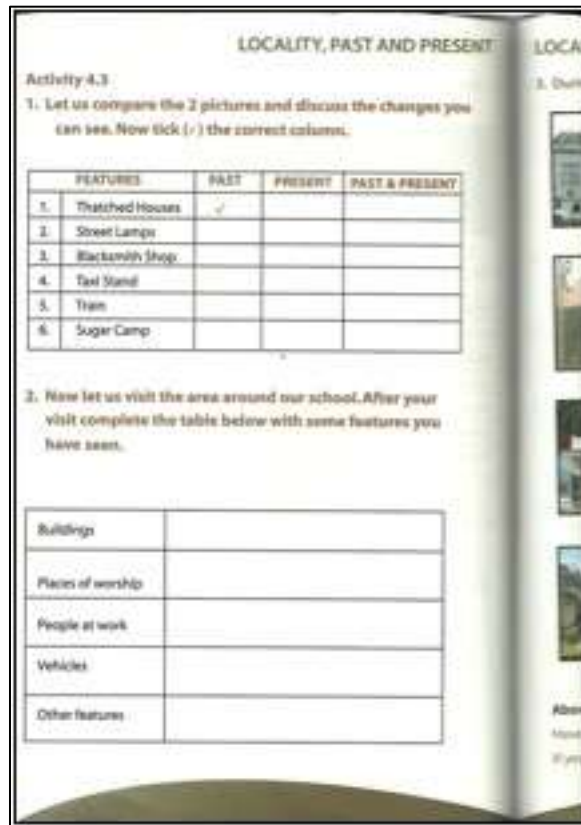 LOCALITY, PAST AND PRESENT
Activity 4.3
1. Let us compare the 2 pictures and discuss the changes you
can see. Now tick (✓) the correct column.
FEATURES PAST PRESENT PAST & PRESENT
1. Thatched Houses ✓
2. Street Lamps
3. Blacksmith Shop
4. Taxi Stand
5. Train
6. Sugar Camp
2. Now let us visit the area around our school. After your
visit complete the table below with some features you
have seen.
Buildings
Places of worship
People at work
Vehicles
Other features
LOCA
3.